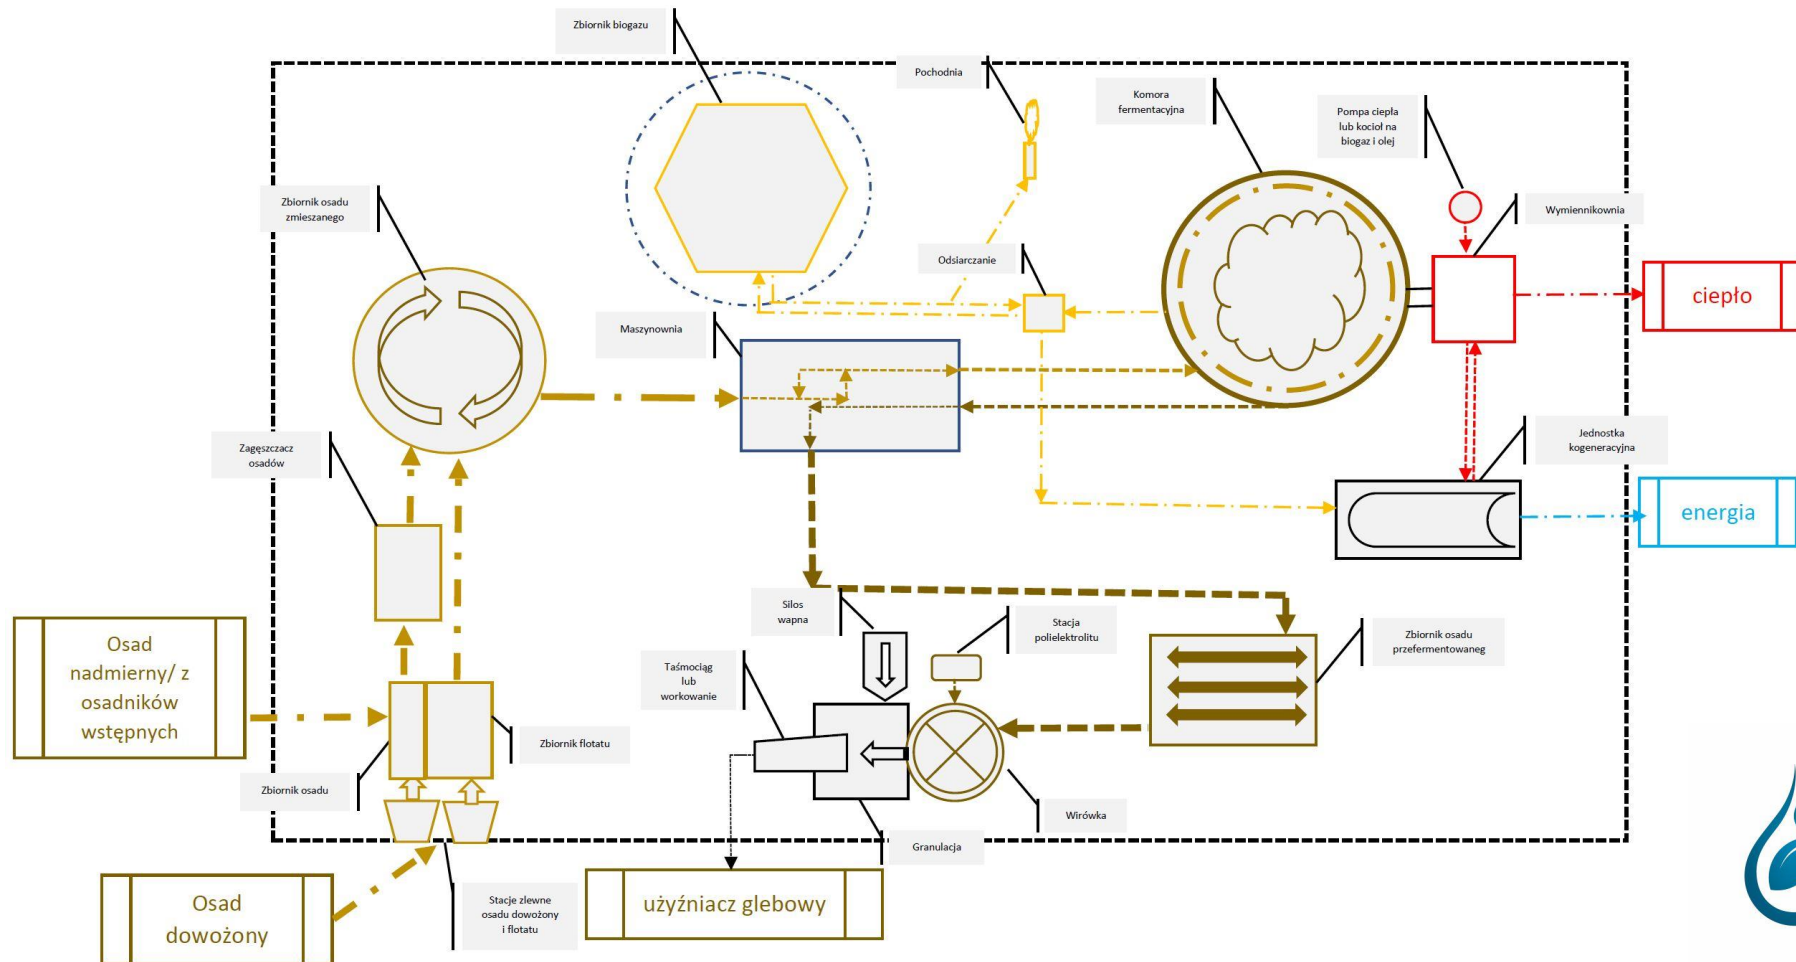 Zbiornik biogazu
Pochodnia
Komora
fermentacyjna
Pompa ciepła
lub kocioł na
biogaz i olej
Zbiornik osadu
zmieszanego
Wymiennikownia
Odsiarczanie
ciepło
Maszynownia
Zagęszczacz
osadów
Jednostka
kogeneracyjna
energia
Silos
wapna
Stacja
polielektrolitu
Zbiornik osadu
przefermentowaneg
Osad
nadmierny/ z
osadników
wstępnych
Taśmociąg
lub
workowanie
Zbiornik flotatu
Zbiornik osadu
Wirówka
Granulacja
Osad
dowożony
Stacje zlewne
osadu dowożony
i flotatu
użyźniacz glebowy